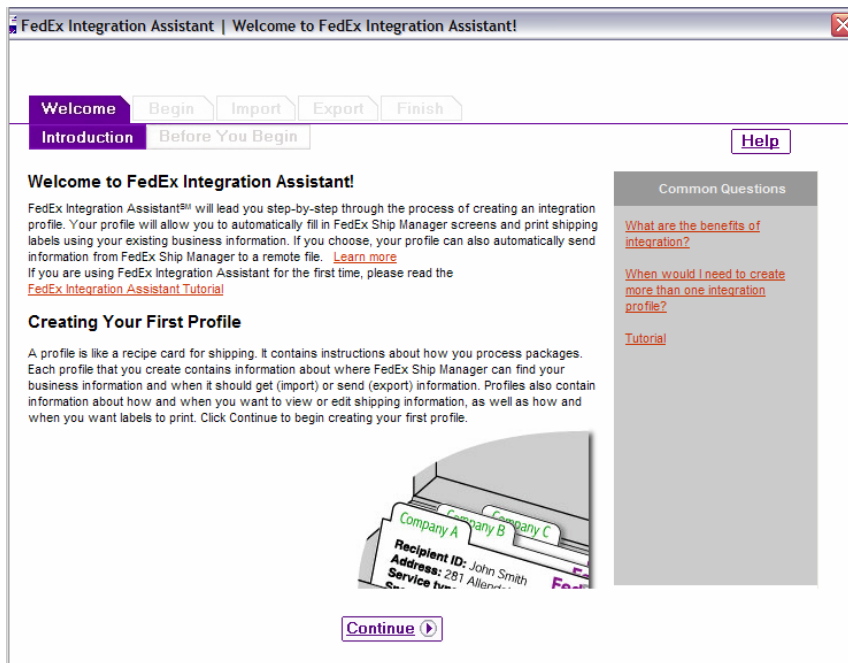 FedEx Integration Assistant | Welcome to FedEx Integration Assistant!
Welcome
Begin
Import
Export
Finish
Introduction
Before You Begin
Help
Welcome to FedEx Integration Assistant!
FedEx Integration Assistant℠ will lead you step-by-step through the process of creating an integration
profile. Your profile will allow you to automatically fill in FedEx Ship Manager screens and print shipping
labels using your existing business information. If you choose, your profile can also automatically send
information from FedEx Ship Manager to a remote file. Learn more
If you are using FedEx Integration Assistant for the first time, please read the
FedEx Integration Assistant Tutorial
Creating Your First Profile
A profile is like a recipe card for shipping. It contains instructions about how you process packages.
Each profile that you create contains information about where FedEx Ship Manager can find your
business information and when it should get (import) or send (export) information. Profiles also contain
information about how and when you want to view or edit shipping information, as well as how and
when you want labels to print. Click Continue to begin creating your first profile.
Common Questions
What are the benefits of
integration?
When would I need to create
more than one integration
profile?
Tutorial
Company A
Company B
Company C
Recipient ID: John Smith
Address: 281
Service
Continue